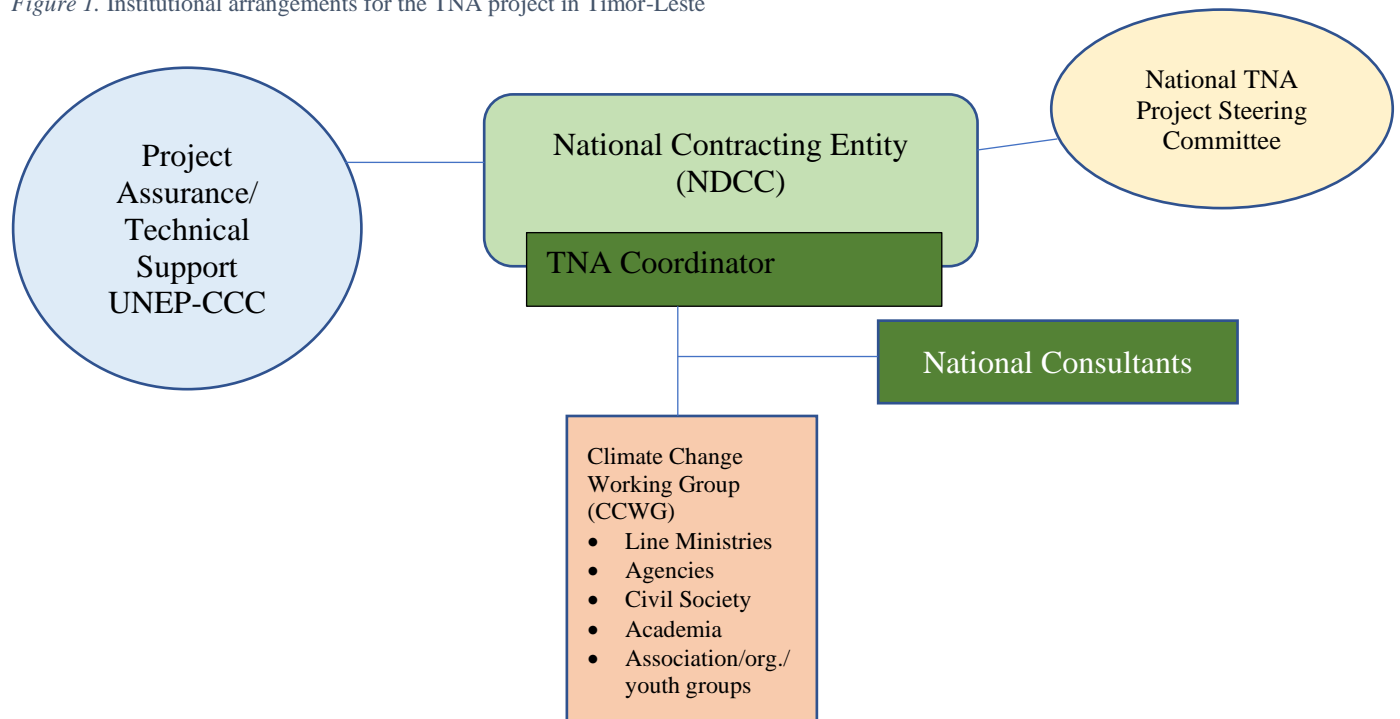 Figure 1. Institutional arrangements for the TNA project in Timor-Leste
Project
Assurance/
Technical
Support
UNEP-CCC
National Contracting Entity
(NDCC)
TNA Coordinator
National TNA
Project Steering
Committee
National Consultants
Climate Change
Working Group
(CCWG)
• Line Ministries
• Agencies
• Civil Society
• Academia
• Association/org./
youth groups